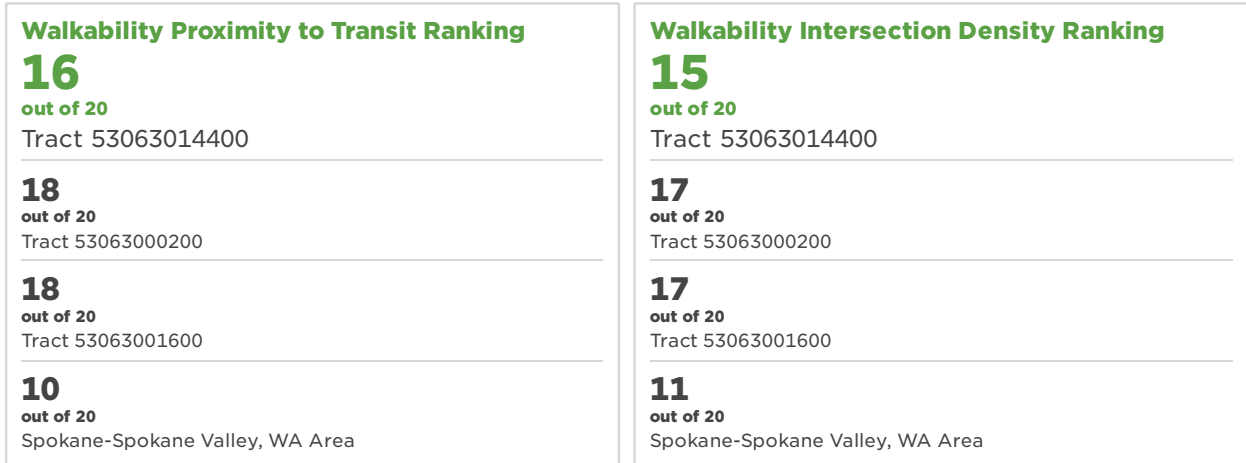 Walkability Proximity to Transit Ranking
16
out of 20
Tract 53063014400
18
out of 20
Tract 53063000200
18
out of 20
Tract 53063001600
10
out of 20
Spokane-Spokane Valley, WA Area
Walkability Intersection Density Ranking
15
out of 20
Tract 53063014400
17
out of 20
Tract 53063000200
17
out of 20
Tract 53063001600
11
out of 20
Spokane-Spokane Valley, WA Area